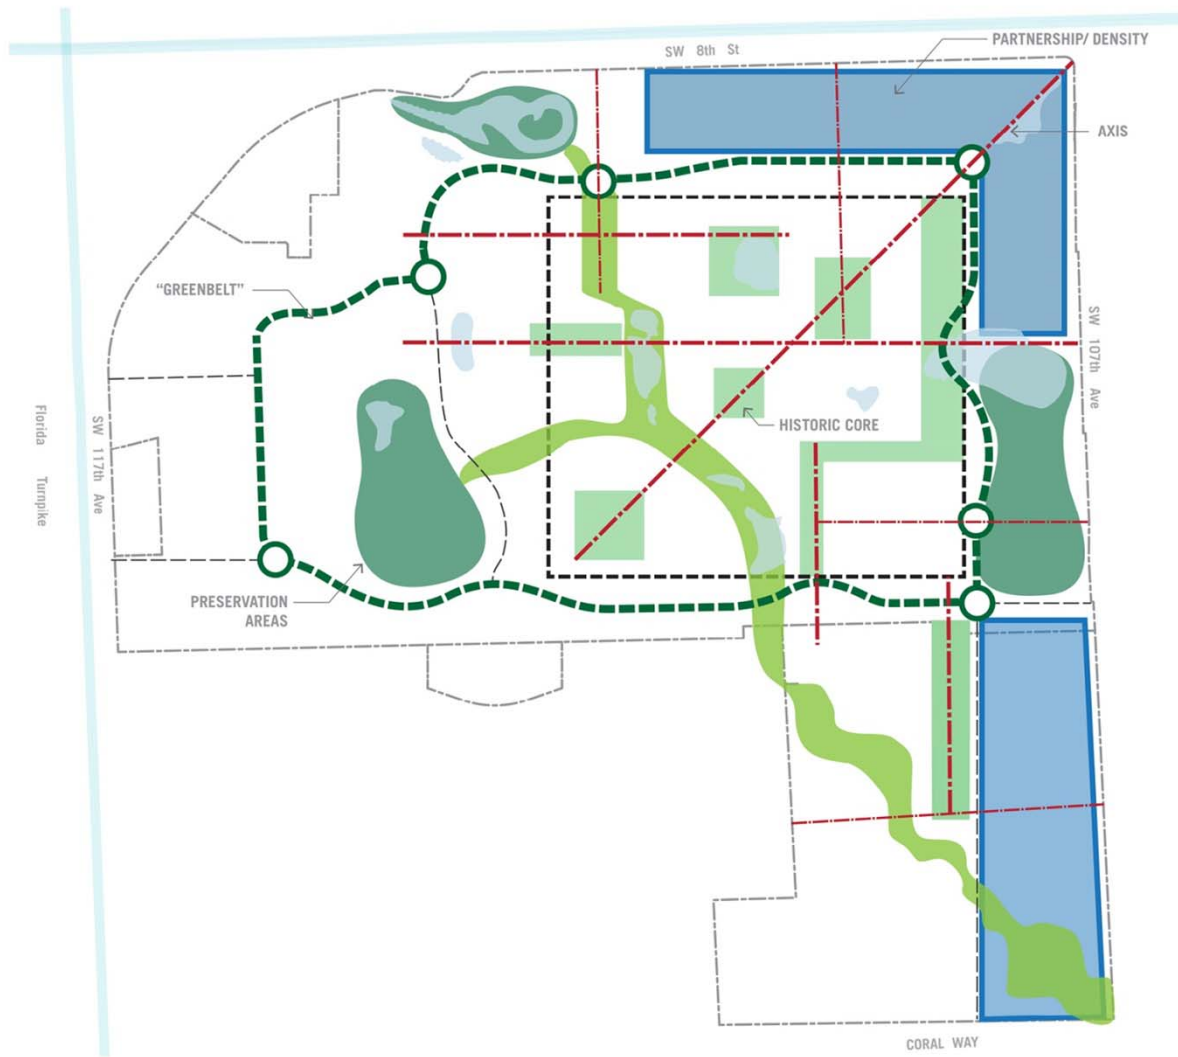 SW 8th St
PARTNERSHIP/ DENSITY
AXIS
"GREENBELT"
SW 107th Ave
HISTORIC CORE
Florida Turnpike
SW 117th Ave
PRESERVATION
AREAS
CORAL WAY